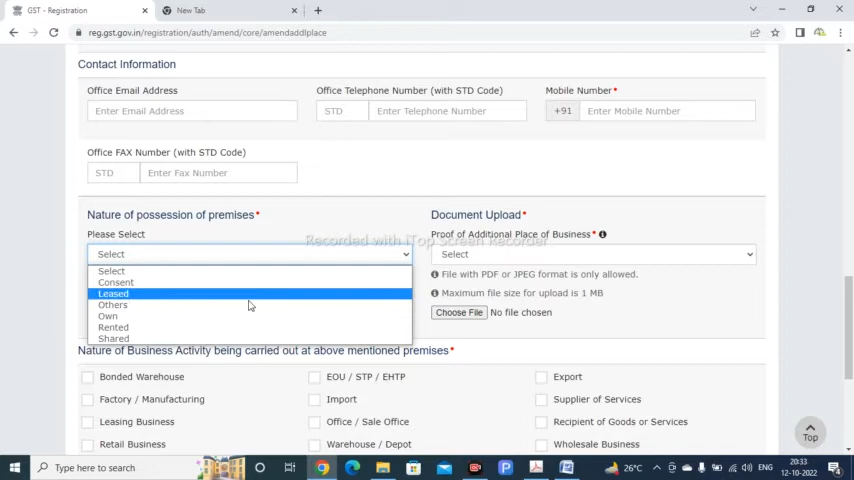 GST - Registration
New Tab
reg.gst.gov.in/registration/auth/amend/core/amendaddlplace
Contact Information
Office Email Address
Office Telephone Number (with STD Code)
Mobile Number*
Enter Email Address
STD
Enter Telephone Number
+91
Enter Mobile Number
Office FAX Number (with STD Code)
STD
Enter Fax Number
Nature of possession of premises*
Document Upload*
Please Select
Proof of Additional Place of Business*
Recorded with iTop Screen Recorder
Select
Select
Select
Consent
Leased
Others
Own
Rented
Shared
File with PDF or JPEG format is only allowed.
Maximum file size for upload is 1 MB
Choose File No file chosen
Nature of Business Activity being carried out at above mentioned premises*
Bonded Warehouse
EOU / STP / EHTP
Export
Factory / Manufacturing
Import
Supplier of Services
Leasing Business
Office / Sale Office
Recipient of Goods or Services
Retail Business
Warehouse / Depot
Wholesale Business
Top
Type here to search
26°C
ENG
20:33
12-10-2022
4